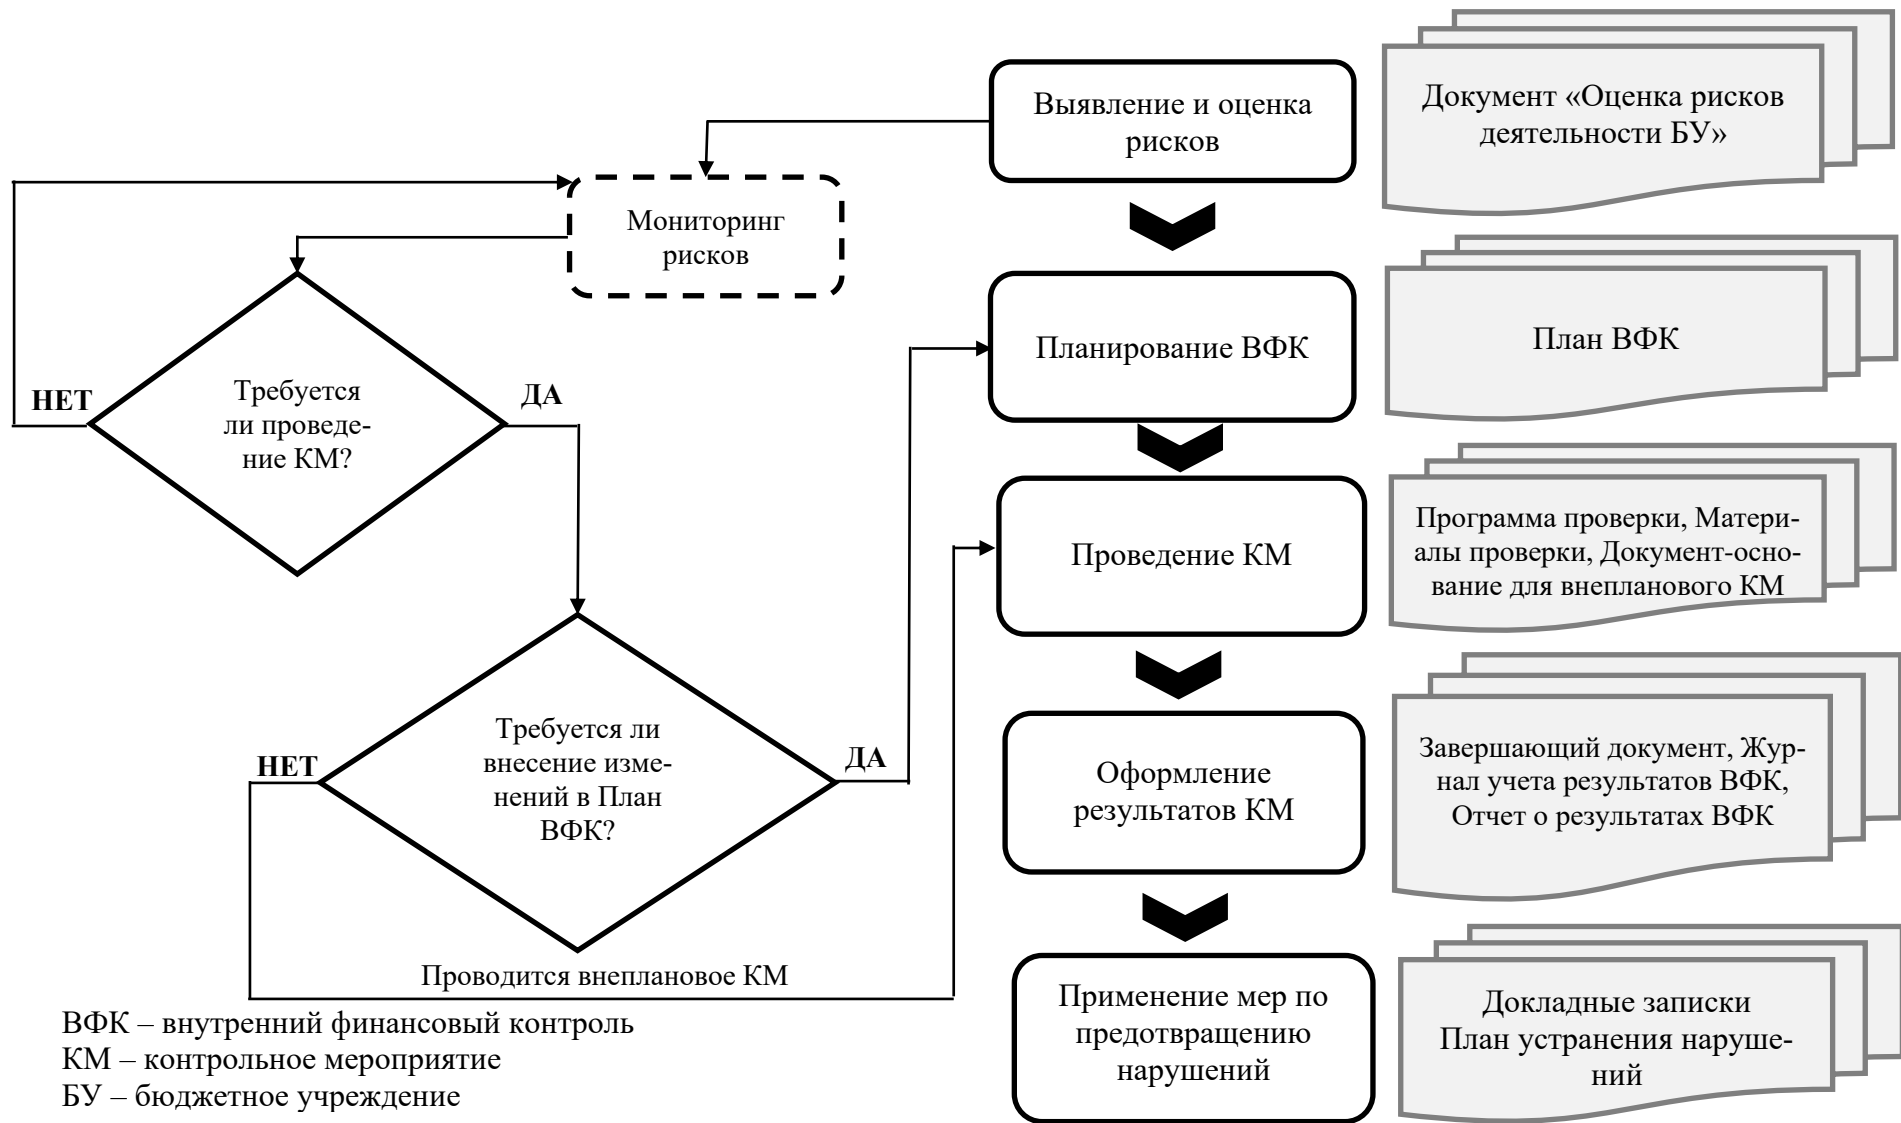 Выявление и оценка
рисков
Документ «Оценка рисков
деятельности БУ»
Мониторинг
рисков
Планирование ВФК
План ВФК
НЕТ
Требуется
ли проведе-
ние КМ?
ДА
Проведение КМ
Программа проверки, Матери-
алы проверки, Документ-осно-
вание для внепланового КМ
НЕТ
Требуется ли
внесение изме-
нений в План
ВФК?
ДА
Оформление
результатов КМ
Завершающий документ, Жур-
нал учета результатов ВФК,
Отчет о результатах ВФК
Проводится внеплановое КМ
Применение мер по
предотвращению
нарушений
Докладные записки
План устранения наруше-
ний
ВФК – внутренний финансовый контроль
КМ – контрольное мероприятие
БУ – бюджетное учреждение